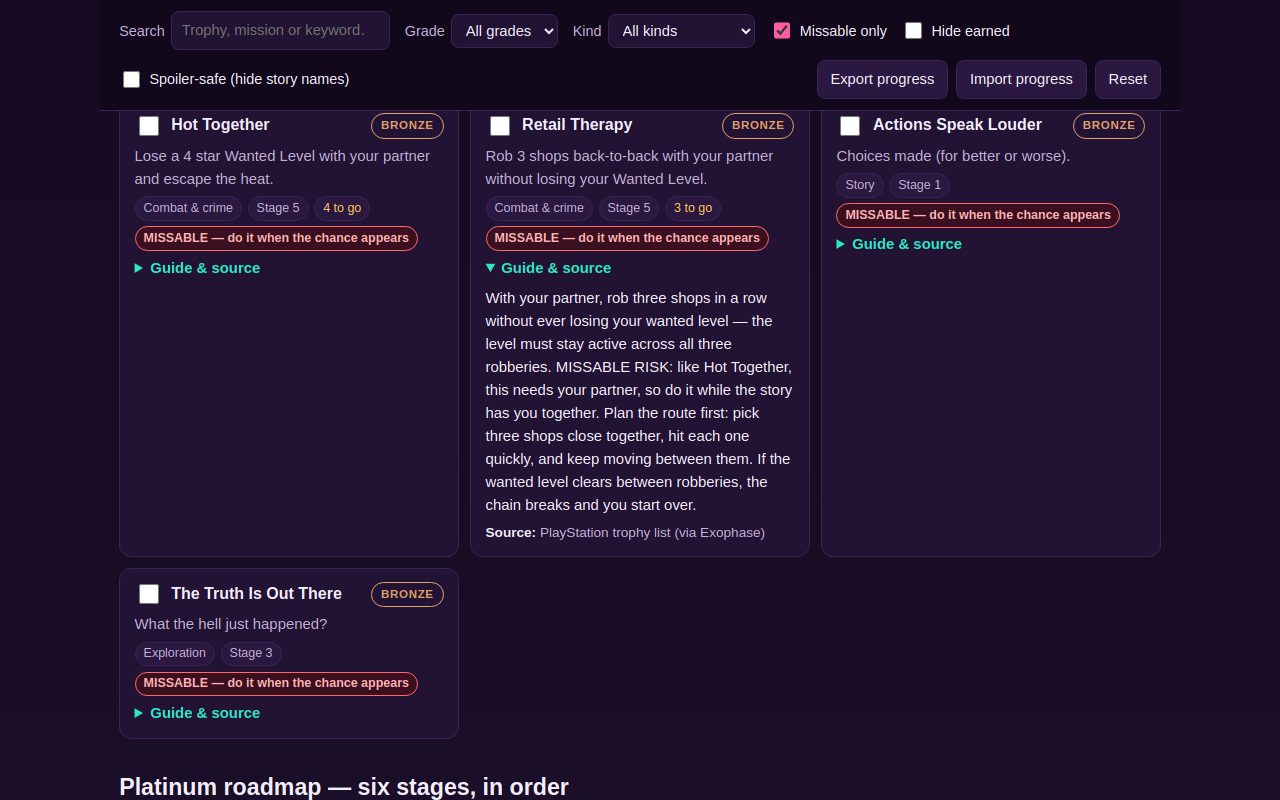 Search Trophy, mission or keyword. Grade All grades Kind All kinds Missable only Hide earned
Spoiler-safe (hide story names) Export progress Import progress Reset
Hot Together BRONZE
Lose a 4 star Wanted Level with your partner
and escape the heat.
Combat & crime Stage 5 4 to go
MISSABLE — do it when the chance appears
Guide & source
Retail Therapy BRONZE
Rob 3 shops back-to-back with your partner
without losing your Wanted Level.
Combat & crime Stage 5 3 to go
MISSABLE — do it when the chance appears
Guide & source
With your partner, rob three shops in a row
without ever losing your wanted level — the
level must stay active across all three
robberies. MISSABLE RISK: like Hot Together,
this needs your partner, so do it while the story
has you together. Plan the route first: pick
three shops close together, hit each one
quickly, and keep moving between them. If the
wanted level clears between robberies, the
chain breaks and you start over.
Source: PlayStation trophy list (via Exophase)
Actions Speak Louder BRONZE
Choices made (for better or worse).
Story Stage 1
MISSABLE — do it when the chance appears
Guide & source
The Truth Is Out There BRONZE
What the hell just happened?
Exploration Stage 3
MISSABLE — do it when the chance appears
Guide & source
Platinum roadmap — six stages, in order